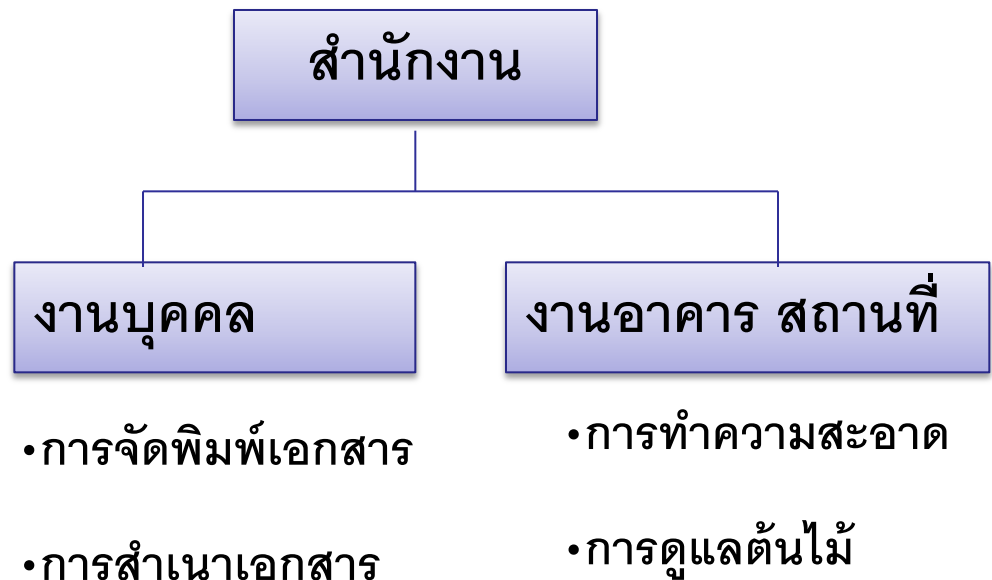 สำนักงาน
งานบุคคล
งานอาคาร สถานที่
•การจัดพิมพ์เอกสาร
•การสำเนาเอกสาร
•การทำความสะอาด
•การดูแลต้นไม้